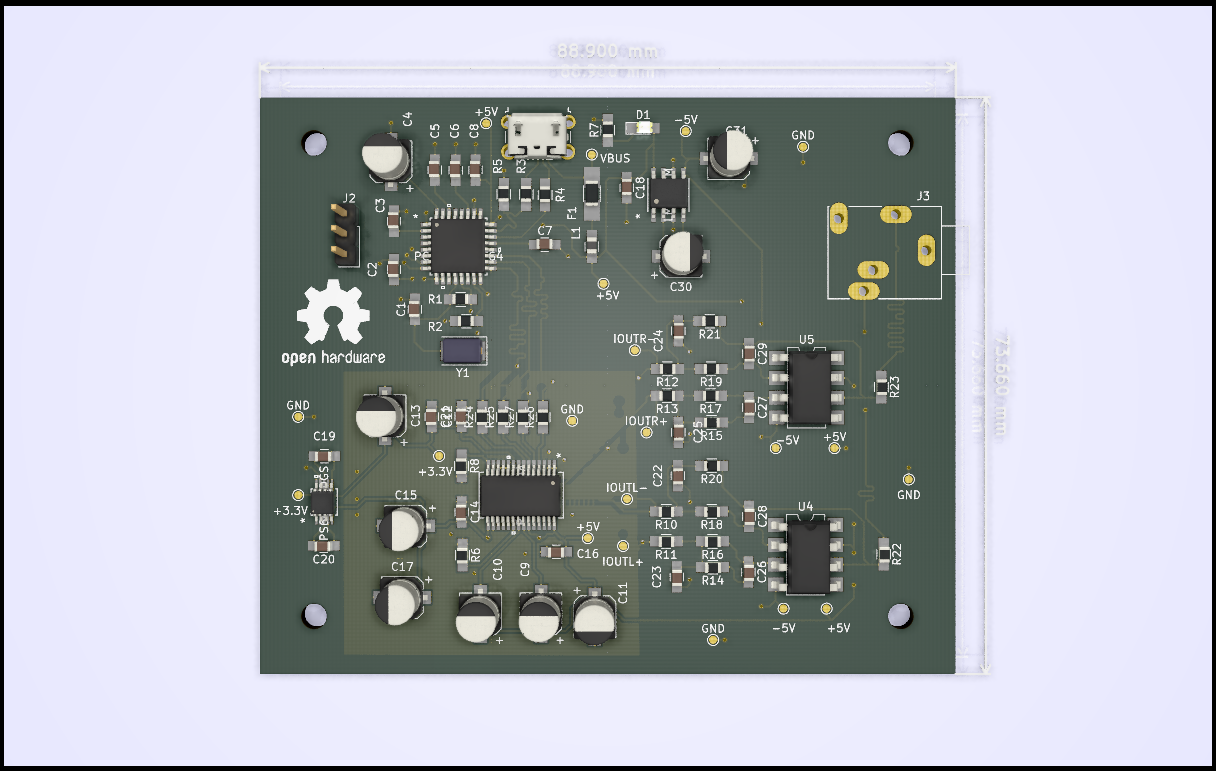 88.900 mm
+5V
D1
-5V
C4
C5
C6
C8
R7
C31
GND
VBUS
R5
R3
R4
C18
J2
J3
C3
F1
L1
C7
C2
C30
+5V
R1
C1
R2
IOUTR-
C24
R21
U5
open hardware
C29
Y1
R12
R19
R23
R13
R17
C27
GND
C13
GND
IOUTR+
C25
R15
-5V
+5V
C19
+3.3V
R8
C22
R20
GND
IOUTL-
+3.3V
C15
C14
U4
R10
R18
C28
+5V
R11
R16
R22
C20
R6
C16
IOUTL+
C17
C10
C9
C23
R14
C26
C11
-5V
+5V
GND
73.660 mm